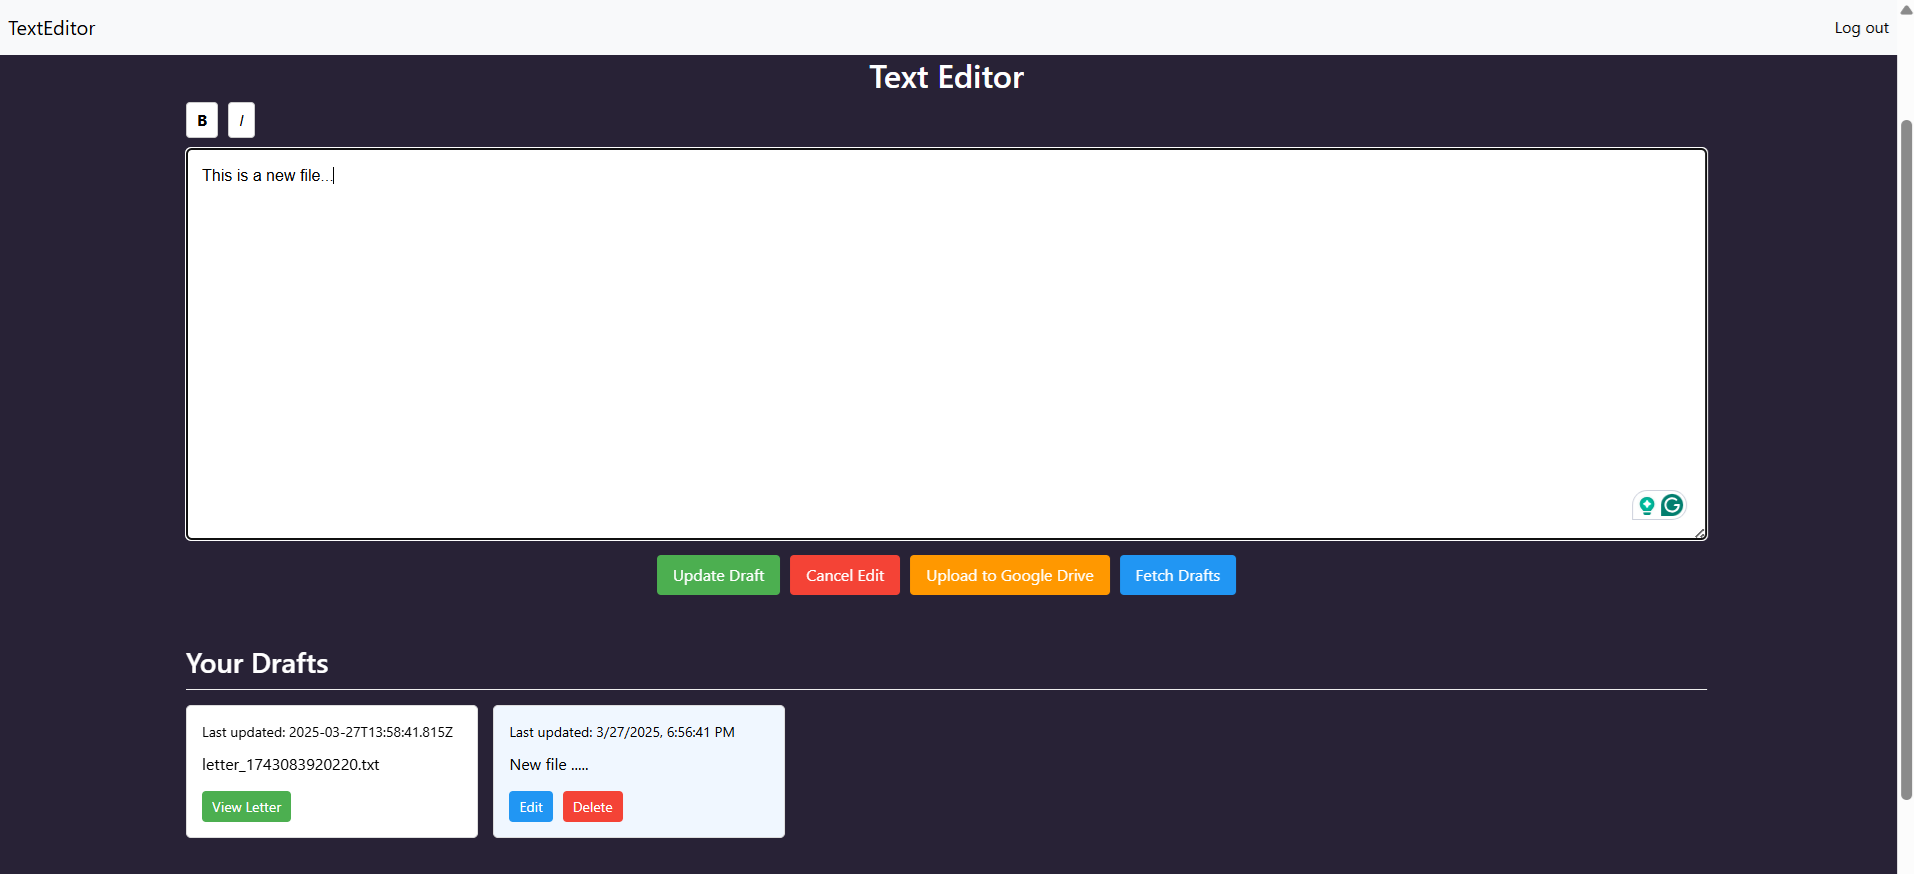 TextEditor
Log out
Text Editor
B
I
This is a new file...
Update Draft
Cancel Edit
Upload to Google Drive
Fetch Drafts
Your Drafts
Last updated: 2025-03-27T13:58:41.815Z
letter_1743083920220.txt
View Letter
Last updated: 3/27/2025, 6:56:41 PM
New file .....
Edit
Delete